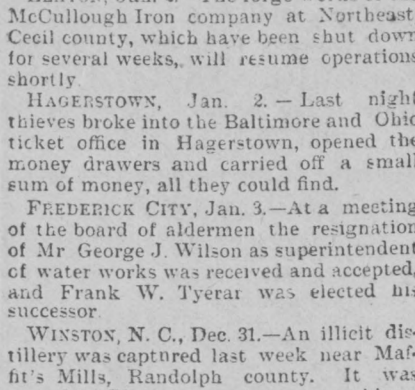 McCullough Iron company at Northeast
Cecil county, which have been shut down
for several weeks, will resume operations
shortly
HAGERSTOWN, Jan. 2. — Last night
thieves broke into the Baltimore and Ohio
ticket office in Hagerstown, opened the
money drawers and carried off a small
sum of money, all they could find.
FREDERICK CITY, Jan. 3.—At a meeting
of the board of aldermen the resignation
of Mr George J. Wilson as superintendent
of water works was received and accepted,
and Frank W. Tyerar was elected his
successor
WINSTON, N. C., Dec. 31.—An illicit dis-
tillery was captnred last week near Maf-
fit's Mills, Randolph county. It was